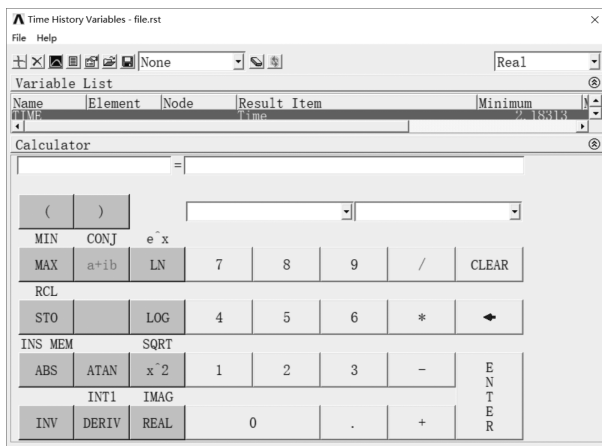 Time History Variables - file.rst
File Help
None Real
Variable List
Name Element Node Result Item Minimum
TIME Time 2.18313
Calculator
=
( )
MIN CONJ e^x
MAX a+ib LN 7 8 9 / CLEAR
RCL
STO LOG 4 5 6 *
INS MEM SQRT
ABS ATAN x^2 1 2 3 - ENTER
INT1 IMAG
INV DERIV REAL 0 . +